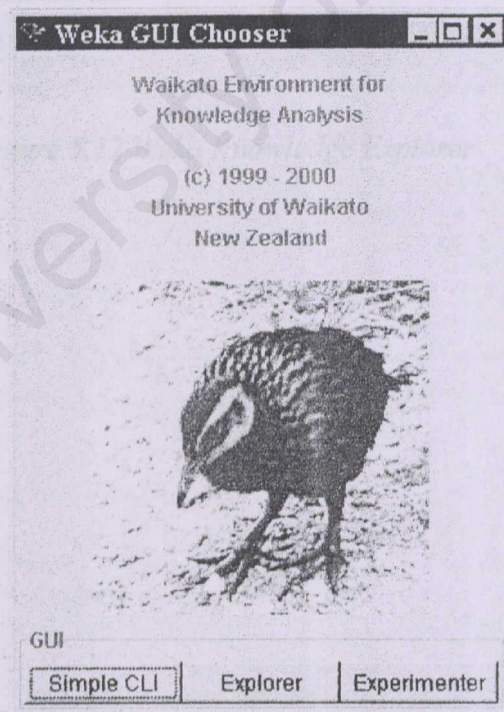 Weka GUI Chooser
Waikato Environment for
Knowledge Analysis
(c) 1999 - 2000
University of Waikato
New Zealand
GUI
Simple CLI Explorer Experimenter